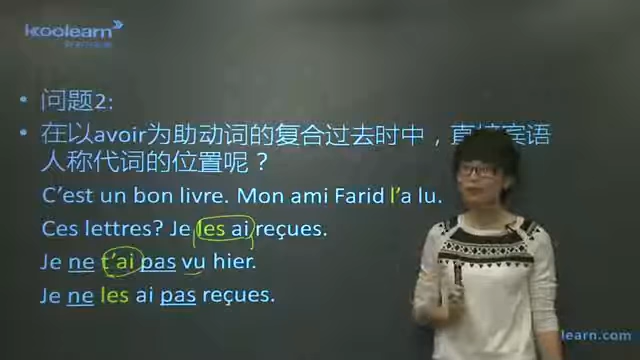 koolearn
问题2:
在以avoir为助动词的复合过去时中，直接宾语
人称代词的位置呢？
C'est un bon livre. Mon ami Farid l'a lu.
Ces lettres? Je les ai reçues.
Je ne t'ai pas vu hier.
Je ne les ai pas reçues.
learn.com